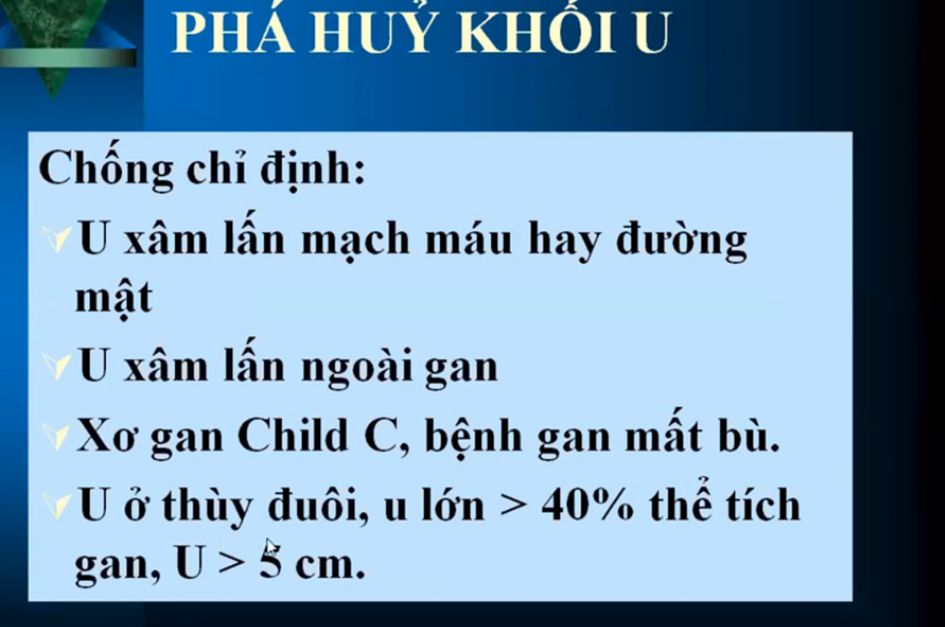 PHÁ HUỶ KHỐI U
Chống chỉ định:
U xâm lấn mạch máu hay đường
mật
U xâm lấn ngoài gan
Xơ gan Child C, bệnh gan mất bù.
U ở thùy đuôi, u lớn > 40% thể tích
gan, U > 5 cm.